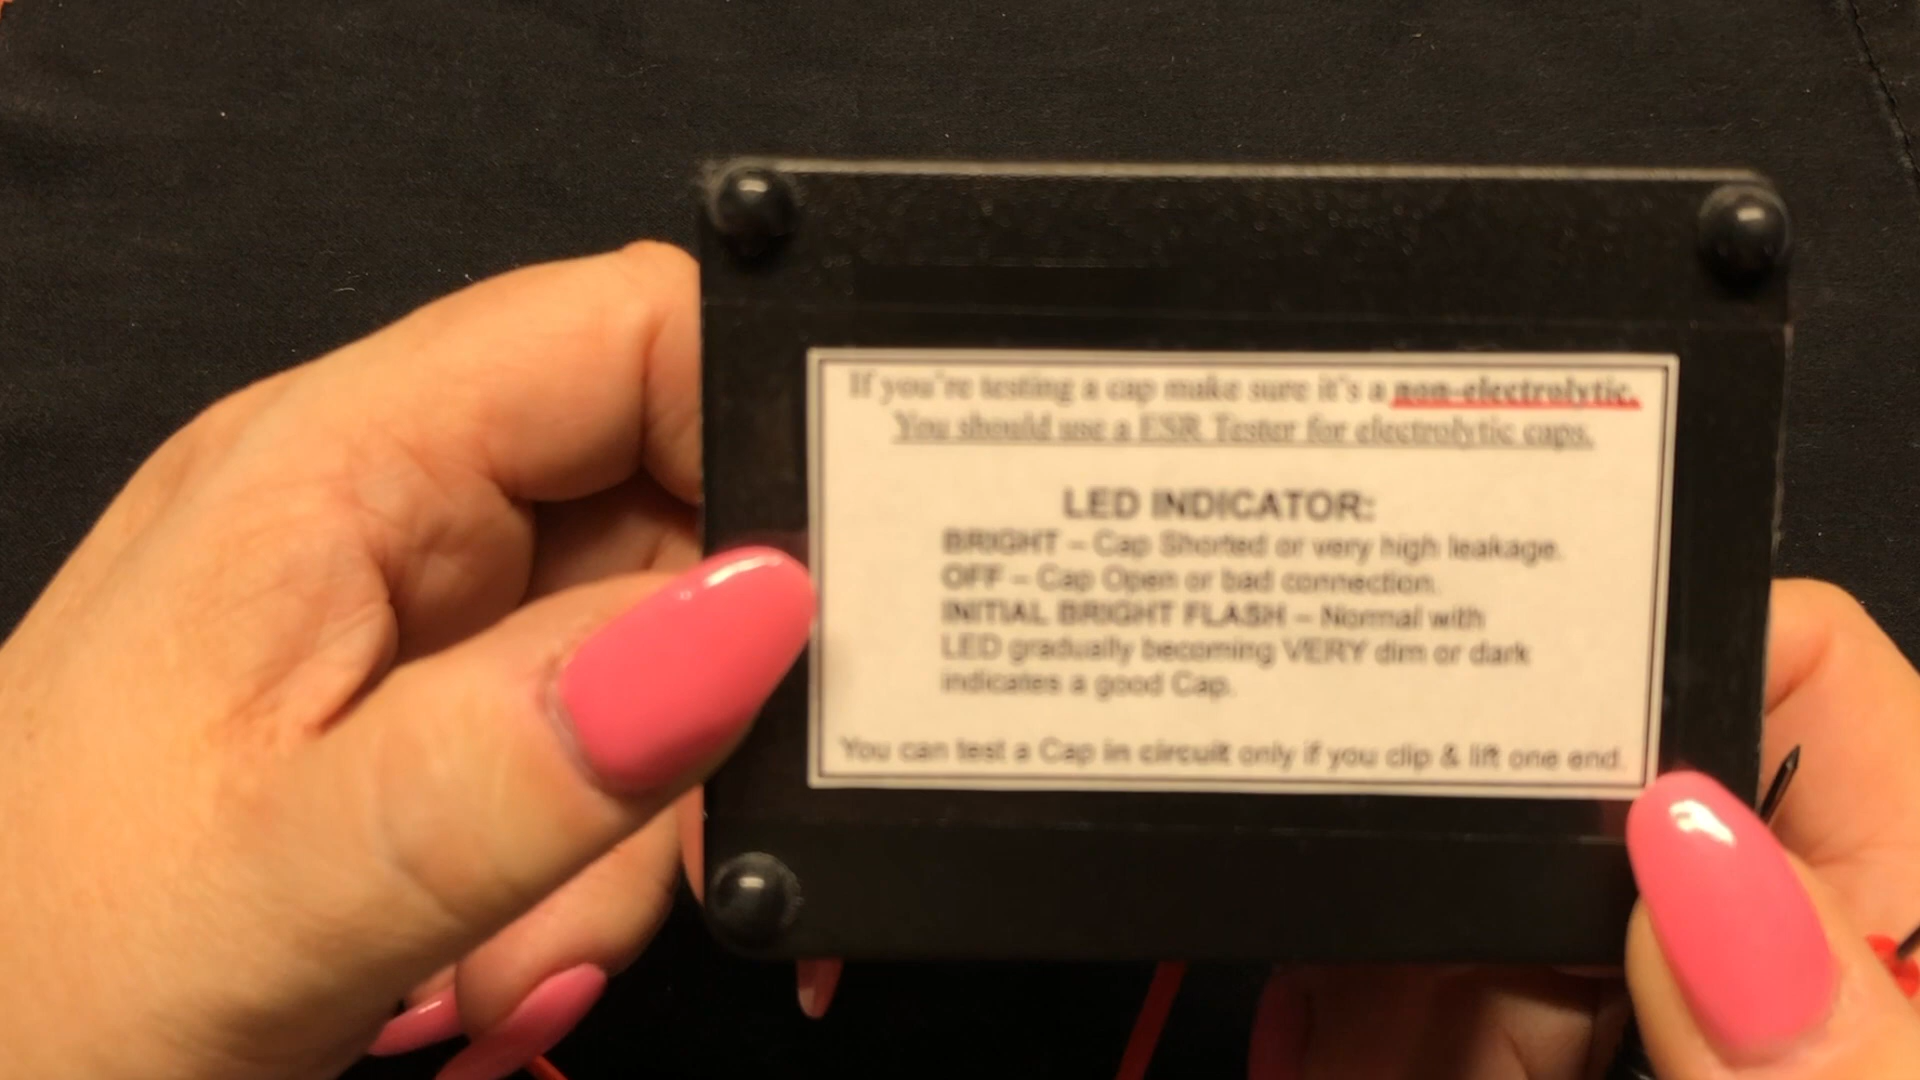 If you're testing a cap make sure it's a non-electrolytic.
You should use a ESR Tester for electrolytic caps.
LED INDICATOR:
BRIGHT – Cap Shorted or very high leakage.
OFF – Cap Open or bad connection.
INITIAL BRIGHT FLASH – Normal with
LED gradually becoming VERY dim or dark
indicates a good Cap.
You can test a Cap in circuit only if you clip & lift one end.